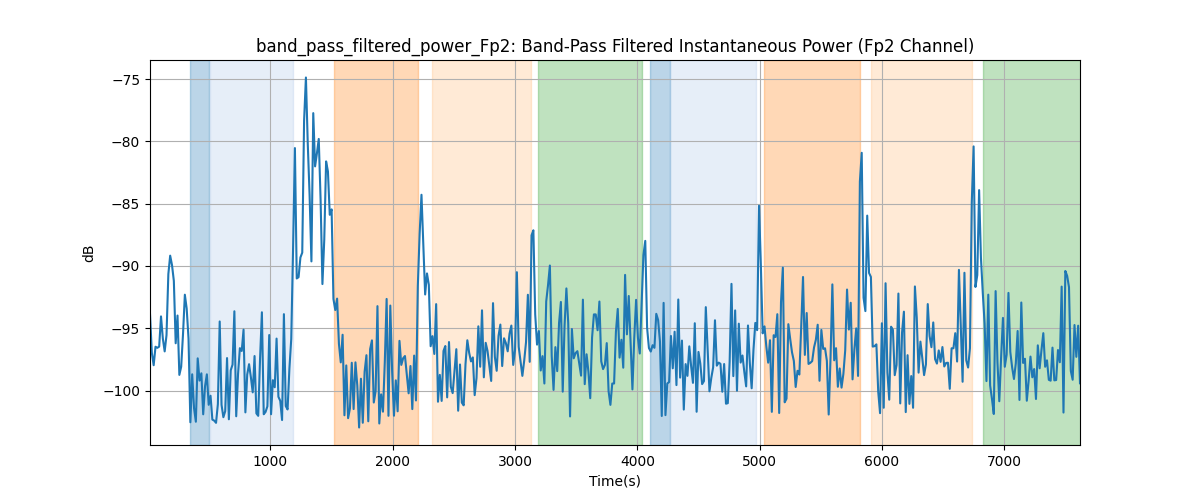 band_pass_filtered_power_Fp2: Band-Pass Filtered Instantaneous Power (Fp2 Channel)
−75
−80
−85
−90
−95
−100
dB
1000 2000 3000 4000 5000 6000 7000
Time(s)